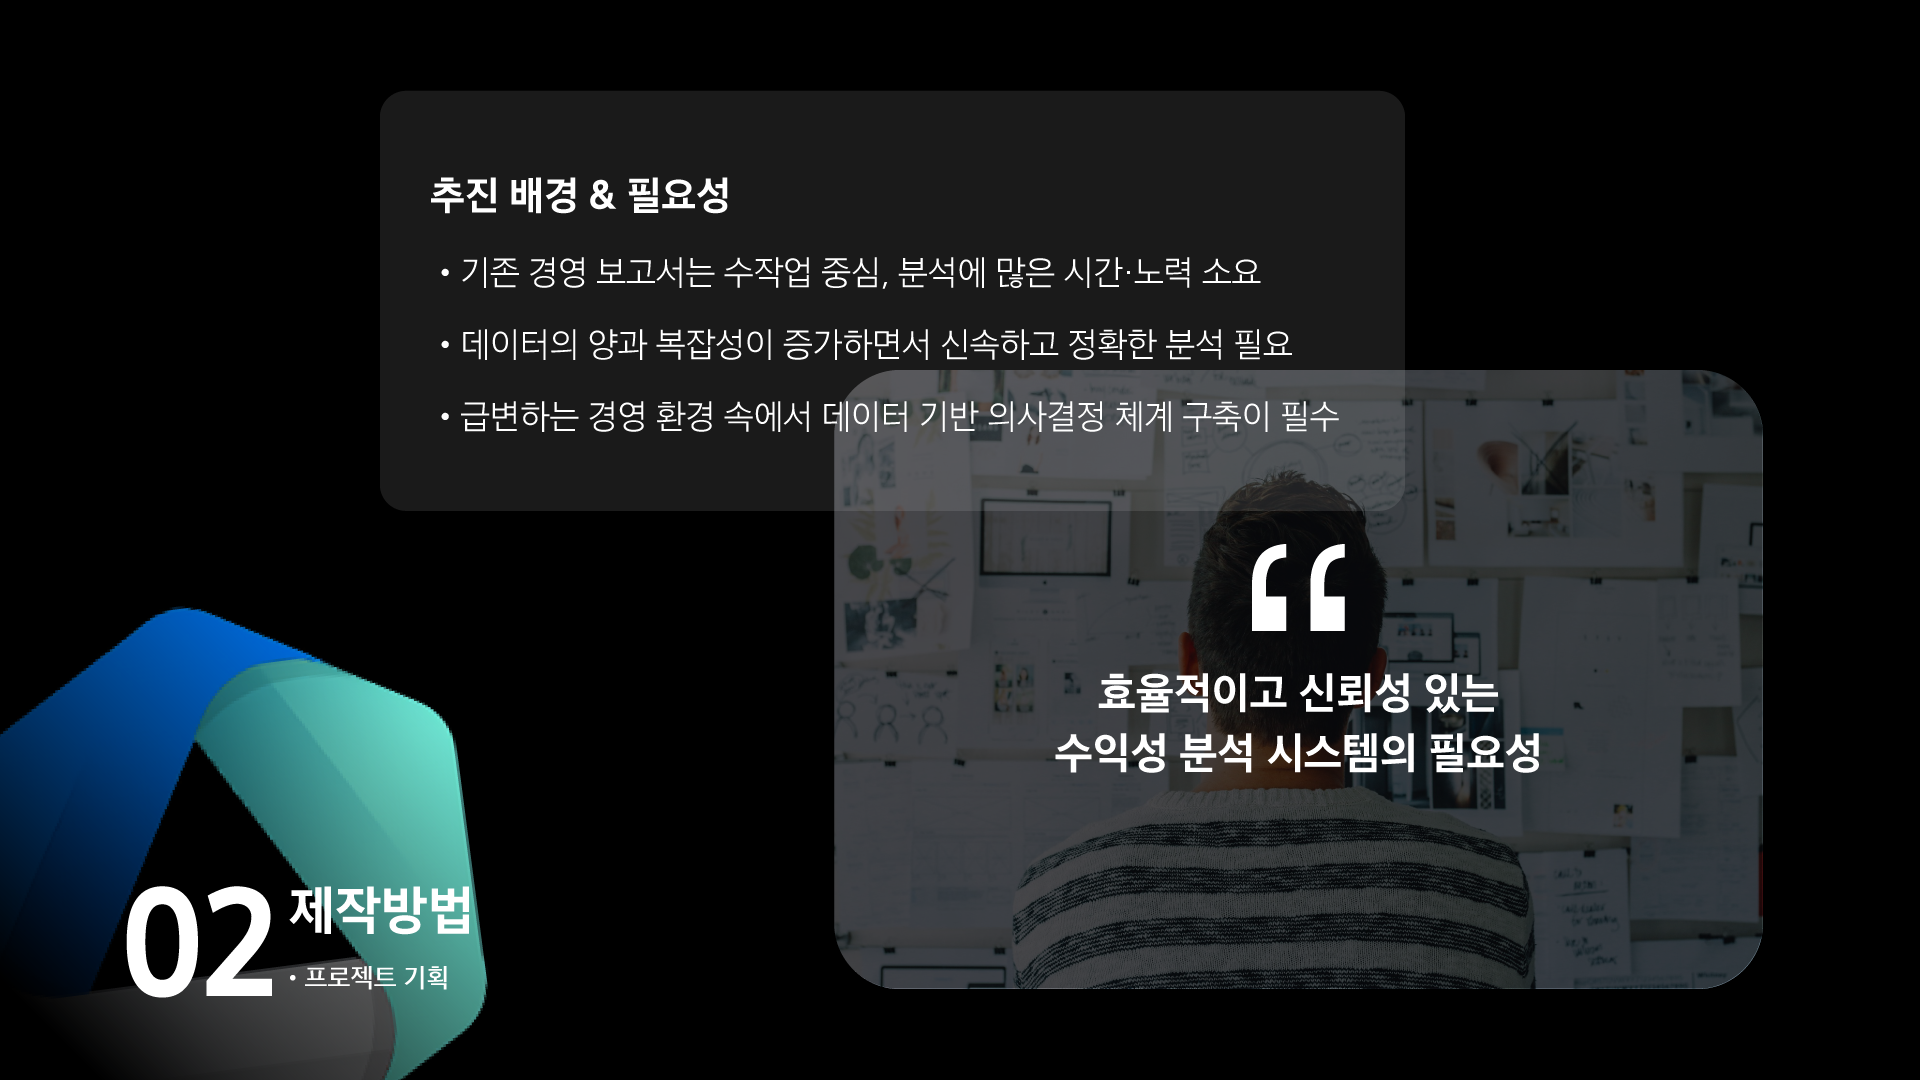 추진 배경 & 필요성
• 기존 경영 보고서는 수작업 중심, 분석에 많은 시간·노력 소요
• 데이터의 양과 복잡성이 증가하면서 신속하고 정확한 분석 필요
• 급변하는 경영 환경 속에서 데이터 기반 의사결정 체계 구축이 필수
“
효율적이고 신뢰성 있는
수익성 분석 시스템의 필요성
02 제작방법
• 프로젝트 기획